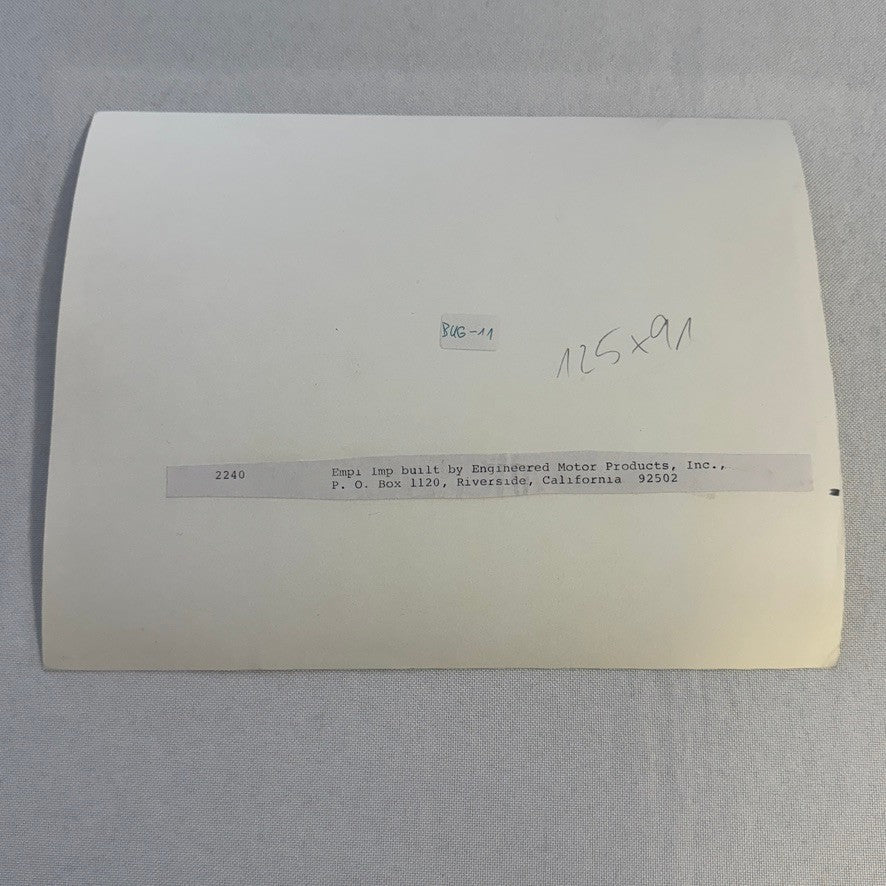 BUG-11
125x91
2240 Empi Imp built by Engineered Motor Products, Inc.,
P. O. Box 1120, Riverside, California 92502